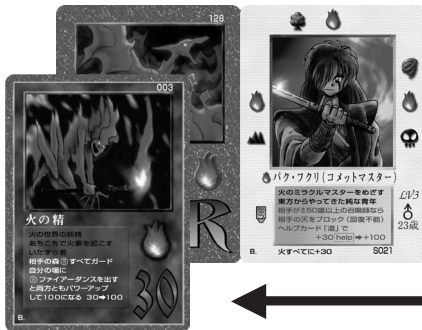 128
003
火の精
火の世界の妖精
あちこちで火事を起こす
いたずら者
相手の森すべてガード
自分の場に
ファイアーダンスを出す
と両方ともパワーアップ
して100になる 30➡100
30
B.
R
パク・フクリ(コメットマスター)
火のミラクルマスターをめざす
東方からやってきた純な青年
相手が50歳以上の召喚師なら
相手の天をブロック(回復不能)
ヘルプカード「酒」で
+30 help ➡+100
LV3
♂
23歳
B. 火すべてに+30 S021